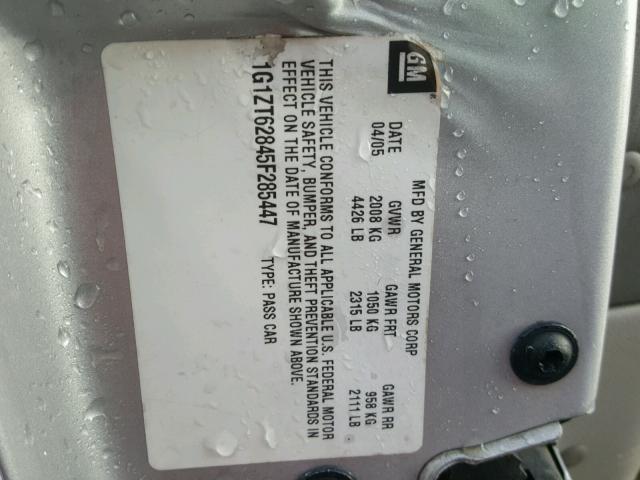 GM
MFD BY GENERAL MOTORS CORP
DATE GVWR GAWR FRT GAWR RR
04/05 2008 KG 1050 KG 958 KG
4426 LB 2315 LB 2111 LB
THIS VEHICLE CONFORMS TO ALL APPLICABLE U.S. FEDERAL MOTOR
VEHICLE SAFETY, BUMPER, AND THEFT PREVENTION STANDARDS IN
EFFECT ON THE DATE OF MANUFACTURE SHOWN ABOVE.
1G1ZT62845F285447 TYPE: PASS CAR